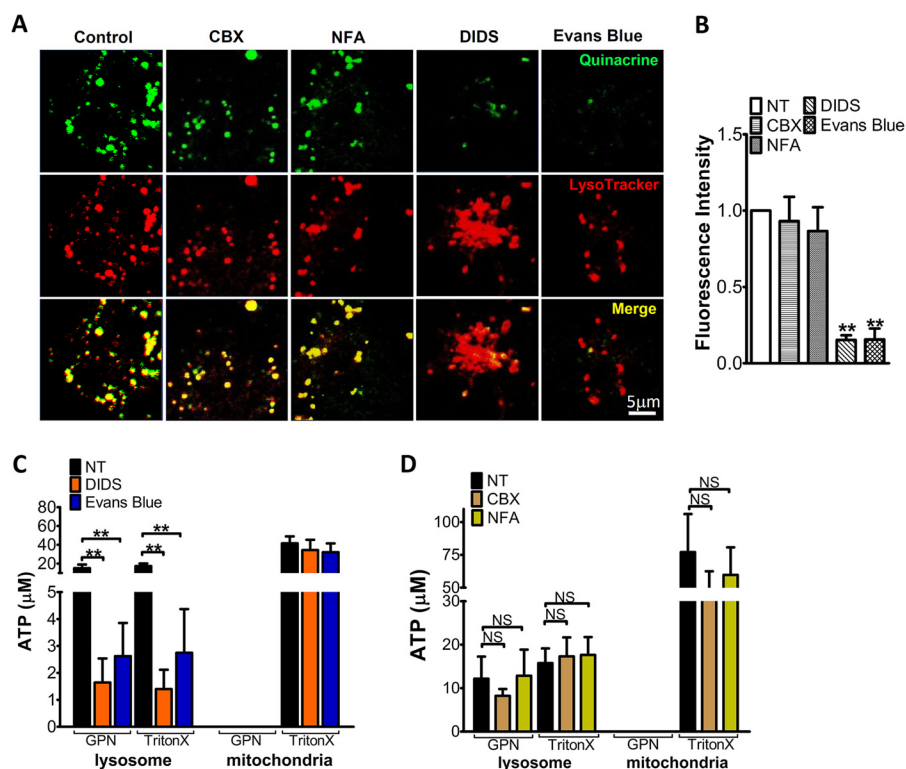 A
Control CBX NFA DIDS Evans Blue
Quinacrine
LysoTracker
Merge
5μm
B
NT DIDS
CBX Evans Blue
NFA
Fluorescence Intensity
1.5
1.0
0.5
0.0
** **
C
NT
DIDS
Evans Blue
ATP (μM)
80
60
40
20
6
5
4
3
2
1
0
** **
** **
GPN TritonX GPN TritonX
lysosome mitochondria
D
NT
CBX
NFA
ATP (μM)
100
75
50
30
20
10
0
NS
NS
NS
NS
NS
NS
GPN TritonX GPN TritonX
lysosome mitochondria